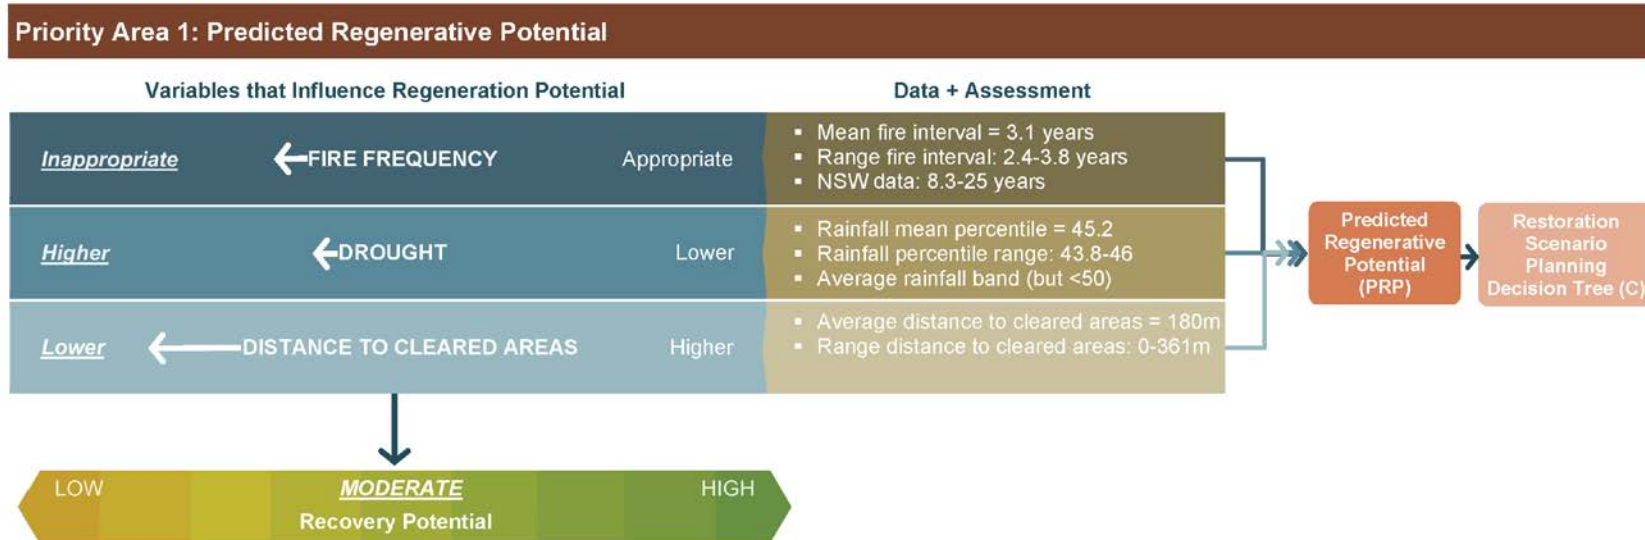 Priority Area 1: Predicted Regenerative Potential
Variables that Influence Regeneration Potential
Data + Assessment
Inappropriate
FIRE FREQUENCY
Appropriate
▪ Mean fire interval = 3.1 years
▪ Range fire interval: 2.4-3.8 years
▪ NSW data: 8.3-25 years
Higher
DROUGHT
Lower
▪ Rainfall mean percentile = 45.2
▪ Rainfall percentile range: 43.8-46
▪ Average rainfall band (but <50)
Lower
DISTANCE TO CLEARED AREAS
Higher
▪ Average distance to cleared areas = 180m
▪ Range distance to cleared areas: 0-361m
Predicted
Regenerative
Potential
(PRP)
Restoration
Scenario
Planning
Decision Tree (C)
LOW
MODERATE
HIGH
Recovery Potential